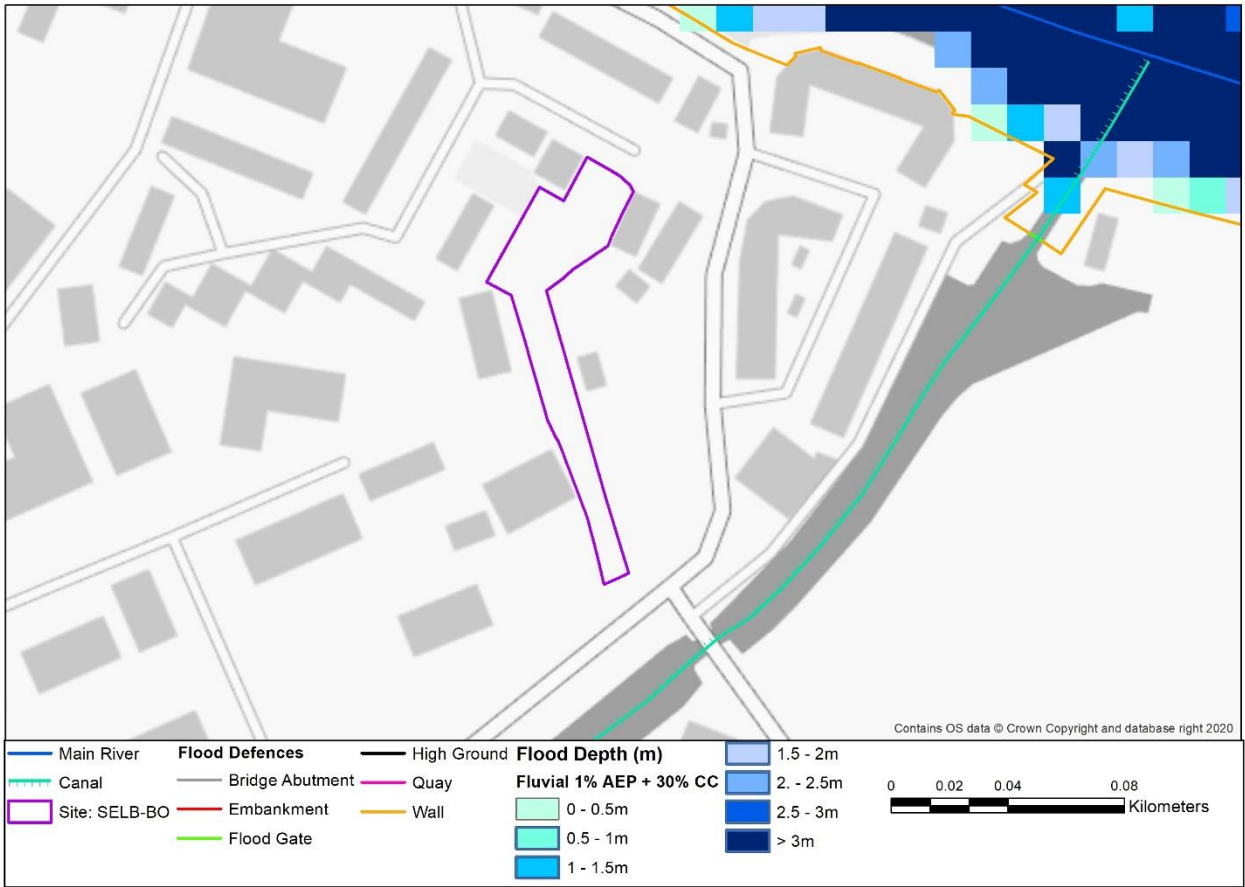 Contains OS data © Crown Copyright and database right 2020
Main River
Canal
Site: SELB-BO
Flood Defences
Bridge Abutment
Embankment
Flood Gate
High Ground
Quay
Wall
Flood Depth (m)
Fluvial 1% AEP + 30% CC
0 - 0.5m
0.5 - 1m
1 - 1.5m
1.5 - 2m
2. - 2.5m
2.5 - 3m
> 3m
0 0.02 0.04 0.08
Kilometers